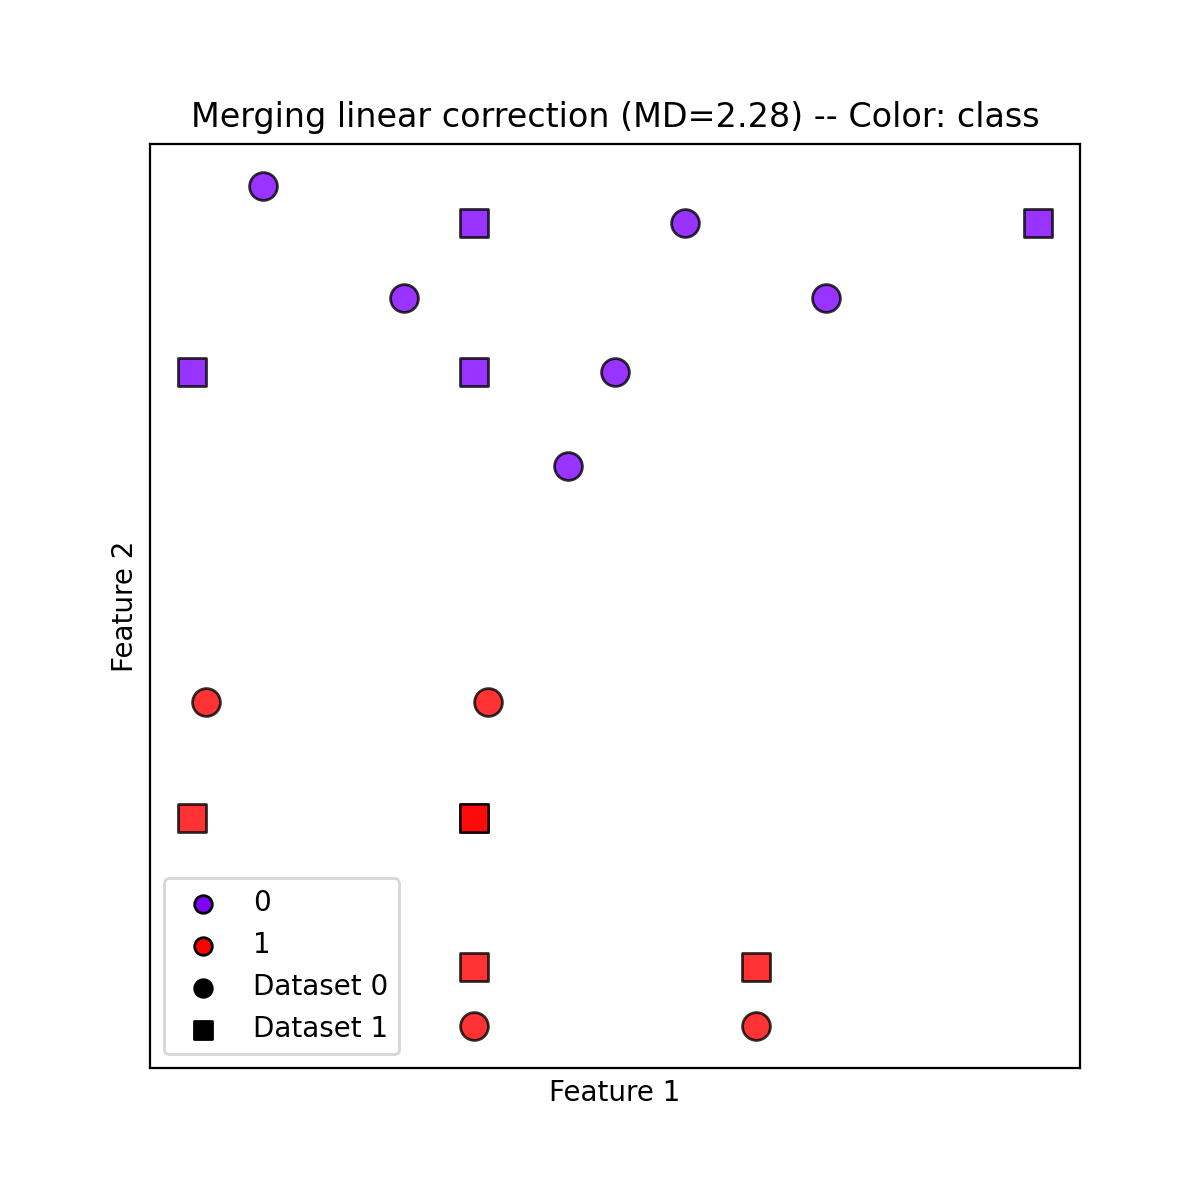 Merging linear correction (MD=2.28) -- Color: class
Feature 2
0
1
Dataset 0
Dataset 1
Feature 1